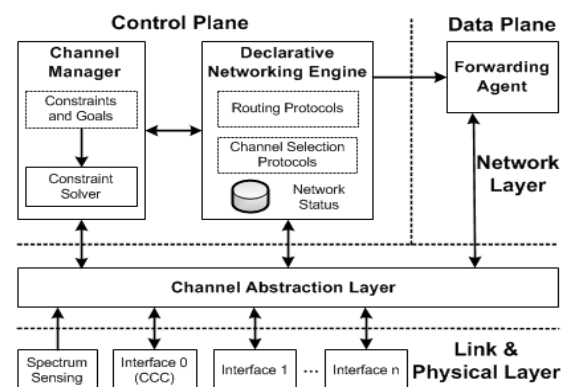 Control Plane
Data Plane
Channel
Manager
Constraints
and Goals
Constraint
Solver
Declarative
Networking Engine
Routing Protocols
Channel Selection
Protocols
Network
Status
Forwarding
Agent
Network
Layer
Channel Abstraction Layer
Spectrum
Sensing
Interface 0
(CCC)
Interface 1
...
Interface n
Link &
Physical Layer